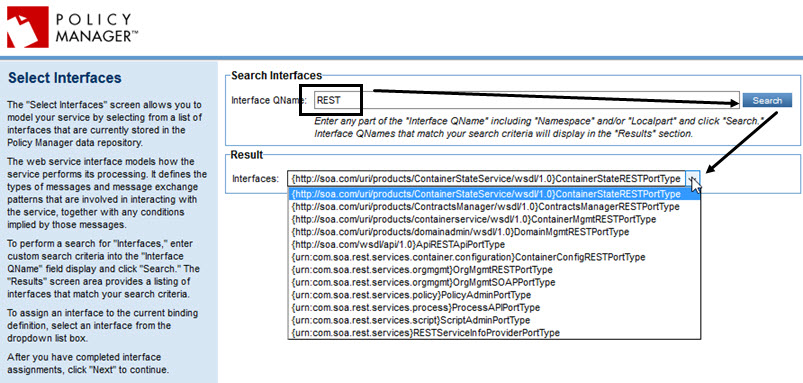 POLICY
MANAGER™
Select Interfaces
The "Select Interfaces" screen allows you to
model your service by selecting from a list of
interfaces that are currently stored in the
Policy Manager data repository.
The web service interface models how the
service performs its processing. It defines the
types of messages and message exchange
patterns that are involved in interacting with
the service, together with any conditions
implied by those messages.
To perform a search for "Interfaces," enter
custom search criteria into the "Interface
QName" field display and click "Search." The
"Results" screen area provides a listing of
interfaces that match your search criteria.
To assign an interface to the current binding
definition, select an interface from the
dropdown list box.
After you have completed interface
assignments, click "Next" to continue.
Search Interfaces
Interface QName: REST Search
Enter any part of the "Interface QName" including "Namespace" and/or "Localpart" and click "Search."
Interface QNames that match your search criteria will display in the "Results" section.
Result
Interfaces: {http://soa.com/uri/products/ContainerStateService/wsdl/1.0}ContainerStateRESTPortType
{http://soa.com/uri/products/ContainerStateService/wsdl/1.0}ContainerStateRESTPortType
{http://soa.com/uri/products/ContractsManager/wsdl/1.0}ContractsManagerRESTPortType
{http://soa.com/uri/products/containerservice/wsdl/1.0}ContainerMgmtRESTPortType
{http://soa.com/uri/products/domainadmin/wsdl/1.0}DomainMgmtRESTPortType
{http://soa.com/wsdl/api/1.0}ApiRESTApiPortType
{urn:com.soa.rest.services.container.configuration}ContainerConfigRESTPortType
{urn:com.soa.rest.services.orgmgmt}OrgMgmtRESTPortType
{urn:com.soa.rest.services.orgmgmt}OrgMgmtSOAPPortType
{urn:com.soa.rest.services.policy}PolicyAdminPortType
{urn:com.soa.rest.services.process}ProcessAPIPortType
{urn:com.soa.rest.services.script}ScriptAdminPortType
{urn:com.soa.rest.services}RESTServiceInfoProviderPortType